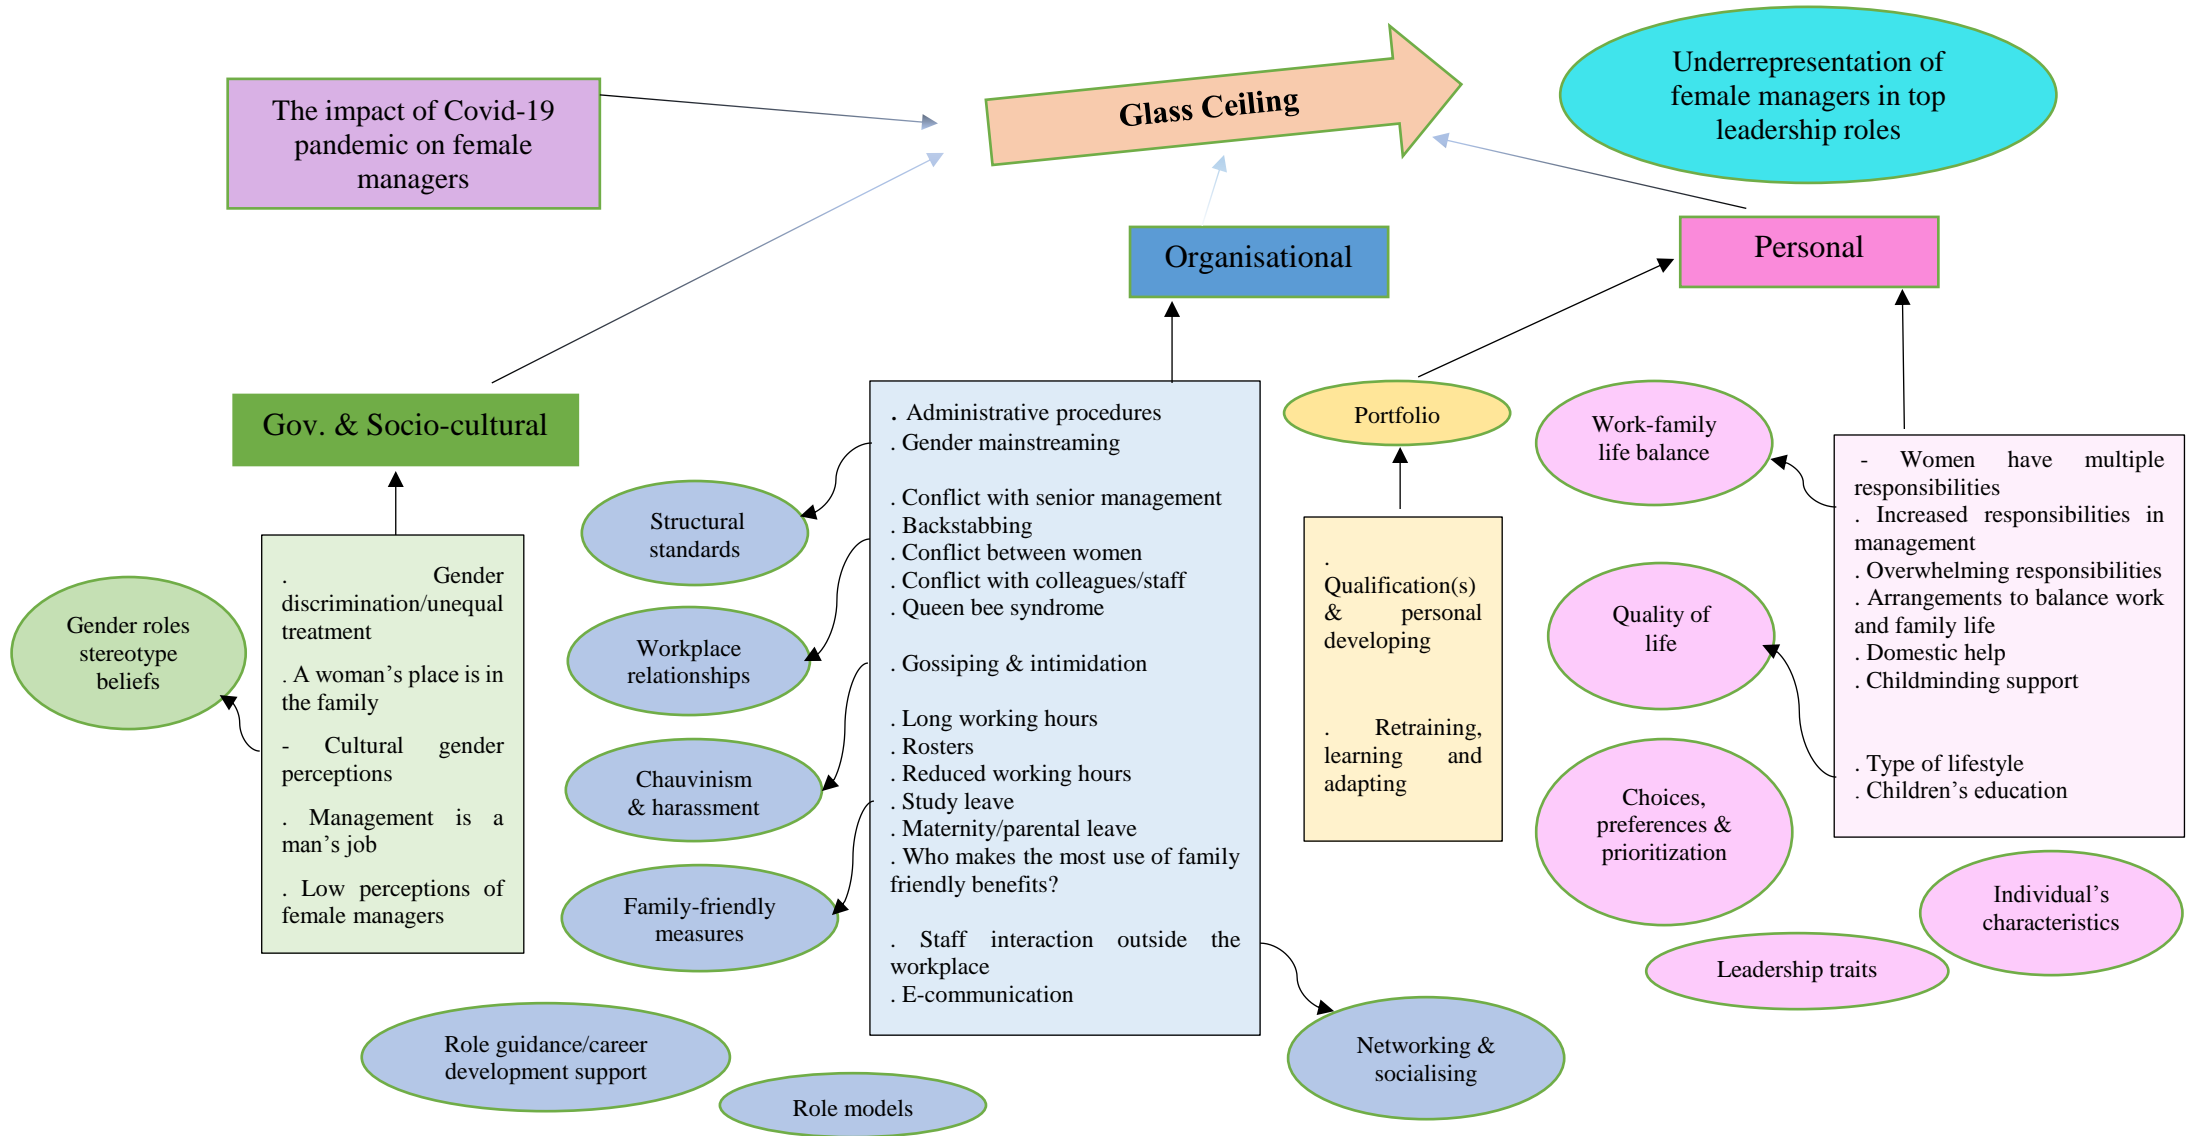 The impact of Covid-19
pandemic on female
managers
Glass Ceiling
Underrepresentation of
female managers in top
leadership roles
Organisational
Personal
Gov. & Socio-cultural
Gender roles
stereotype
beliefs
. Gender
discrimination/unequal
treatment
. A woman’s place is in
the family
- Cultural gender
perceptions
. Management is a
man’s job
. Low perceptions of
female managers
Structural
standards
Workplace
relationships
Chauvinism
& harassment
Family-friendly
measures
Role guidance/career
development support
Role models
. Administrative procedures
. Gender mainstreaming
. Conflict with senior management
. Backstabbing
. Conflict between women
. Conflict with colleagues/staff
. Queen bee syndrome
. Gossiping & intimidation
. Long working hours
. Rosters
. Reduced working hours
. Study leave
. Maternity/parental leave
. Who makes the most use of family
friendly benefits?
. Staff interaction outside the
workplace
. E-communication
Networking &
socialising
Portfolio
.
Qualification(s)
& personal
developing
. Retraining,
learning and
adapting
Work-family
life balance
Quality of
life
Choices,
preferences &
prioritization
Leadership traits
Individual’s
characteristics
- Women have multiple
responsibilities
. Increased responsibilities in
management
. Overwhelming responsibilities
. Arrangements to balance work
and family life
. Domestic help
. Childminding support
. Type of lifestyle
. Children’s education